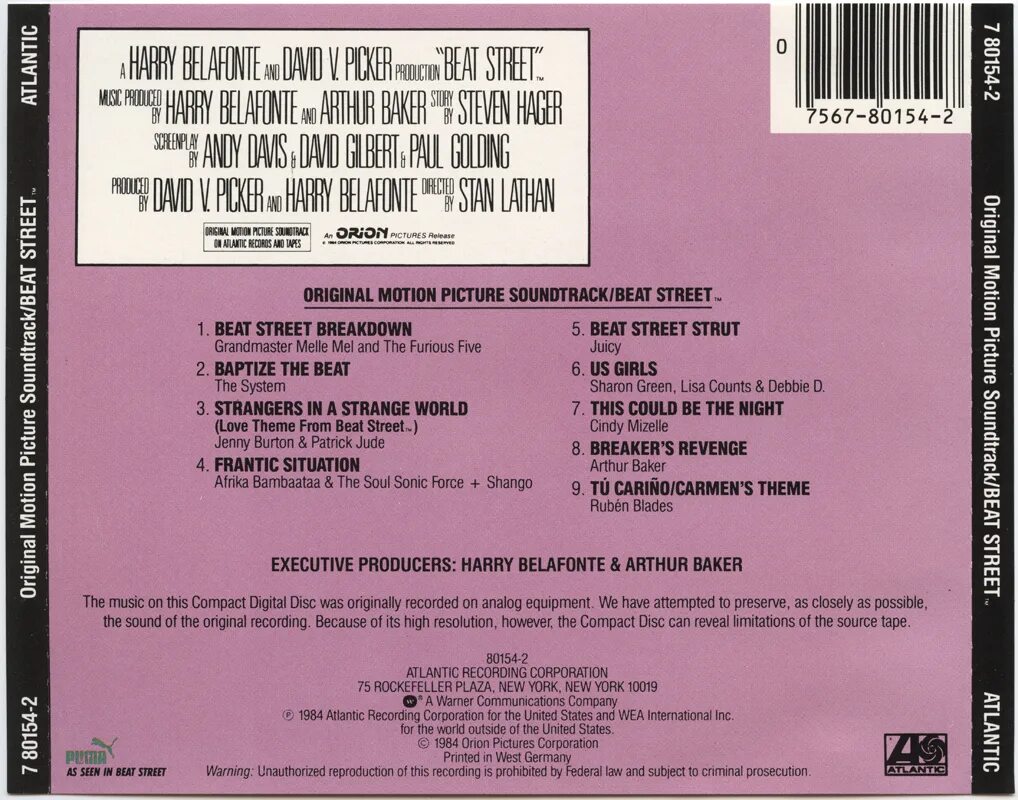 ATLANTIC
Original Motion Picture Soundtrack/BEAT STREET™
7 80154-2
A HARRY BELAFONTE AND DAVID V. PICKER PRODUCTION "BEAT STREET"™
MUSIC PRODUCED BY HARRY BELAFONTE AND ARTHUR BAKER STORY BY STEVEN HAGER
SCREENPLAY BY ANDY DAVIS & DAVID GILBERT & PAUL GOLDING
PRODUCED BY DAVID V. PICKER AND HARRY BELAFONTE DIRECTED BY STAN LATHAN
ORIGINAL MOTION PICTURE SOUNDTRACK
ON ATLANTIC RECORDS AND TAPES
An ORION PICTURES Release
© 1984 ORION PICTURES CORPORATION. ALL RIGHTS RESERVED
0
7567-80154-2
ORIGINAL MOTION PICTURE SOUNDTRACK/BEAT STREET™
1. BEAT STREET BREAKDOWN
Grandmaster Melle Mel and The Furious Five
2. BAPTIZE THE BEAT
The System
3. STRANGERS IN A STRANGE WORLD
(Love Theme From Beat Street™)
Jenny Burton & Patrick Jude
4. FRANTIC SITUATION
Afrika Bambaataa & The Soul Sonic Force + Shango
5. BEAT STREET STRUT
Juicy
6. US GIRLS
Sharon Green, Lisa Counts & Debbie D.
7. THIS COULD BE THE NIGHT
Cindy Mizelle
8. BREAKER'S REVENGE
Arthur Baker
9. TÚ CARIÑO/CARMEN'S THEME
Rubén Blades
EXECUTIVE PRODUCERS: HARRY BELAFONTE & ARTHUR BAKER
The music on this Compact Digital Disc was originally recorded on analog equipment. We have attempted to preserve, as closely as possible,
the sound of the original recording. Because of its high resolution, however, the Compact Disc can reveal limitations of the source tape.
80154-2
ATLANTIC RECORDING CORPORATION
75 ROCKEFELLER PLAZA, NEW YORK, NEW YORK 10019
® A Warner Communications Company
℗ 1984 Atlantic Recording Corporation for the United States and WEA International Inc.
for the world outside of the United States.
© 1984 Orion Pictures Corporation
Printed in West Germany
Warning: Unauthorized reproduction of this recording is prohibited by Federal law and subject to criminal prosecution.
PUMA
AS SEEN IN BEAT STREET
ATLANTIC
7 80154-2
Original Motion Picture Soundtrack/BEAT STREET™
ATLANTIC